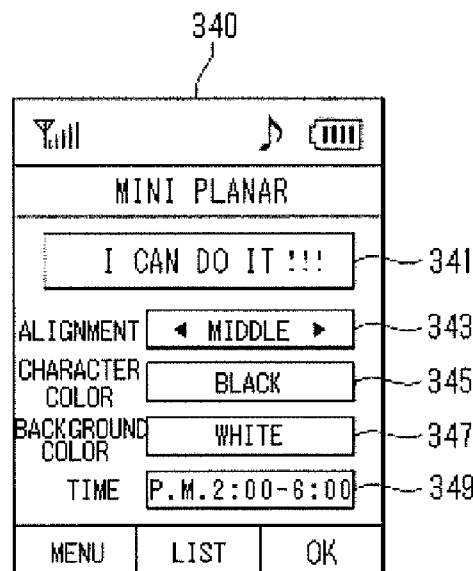 340
MINI PLANAR
I CAN DO IT !!! 341
ALIGNMENT ◄ MIDDLE ► 343
CHARACTER COLOR BLACK 345
BACKGROUND COLOR WHITE 347
TIME P.M.2:00-6:00 349
MENU LIST OK